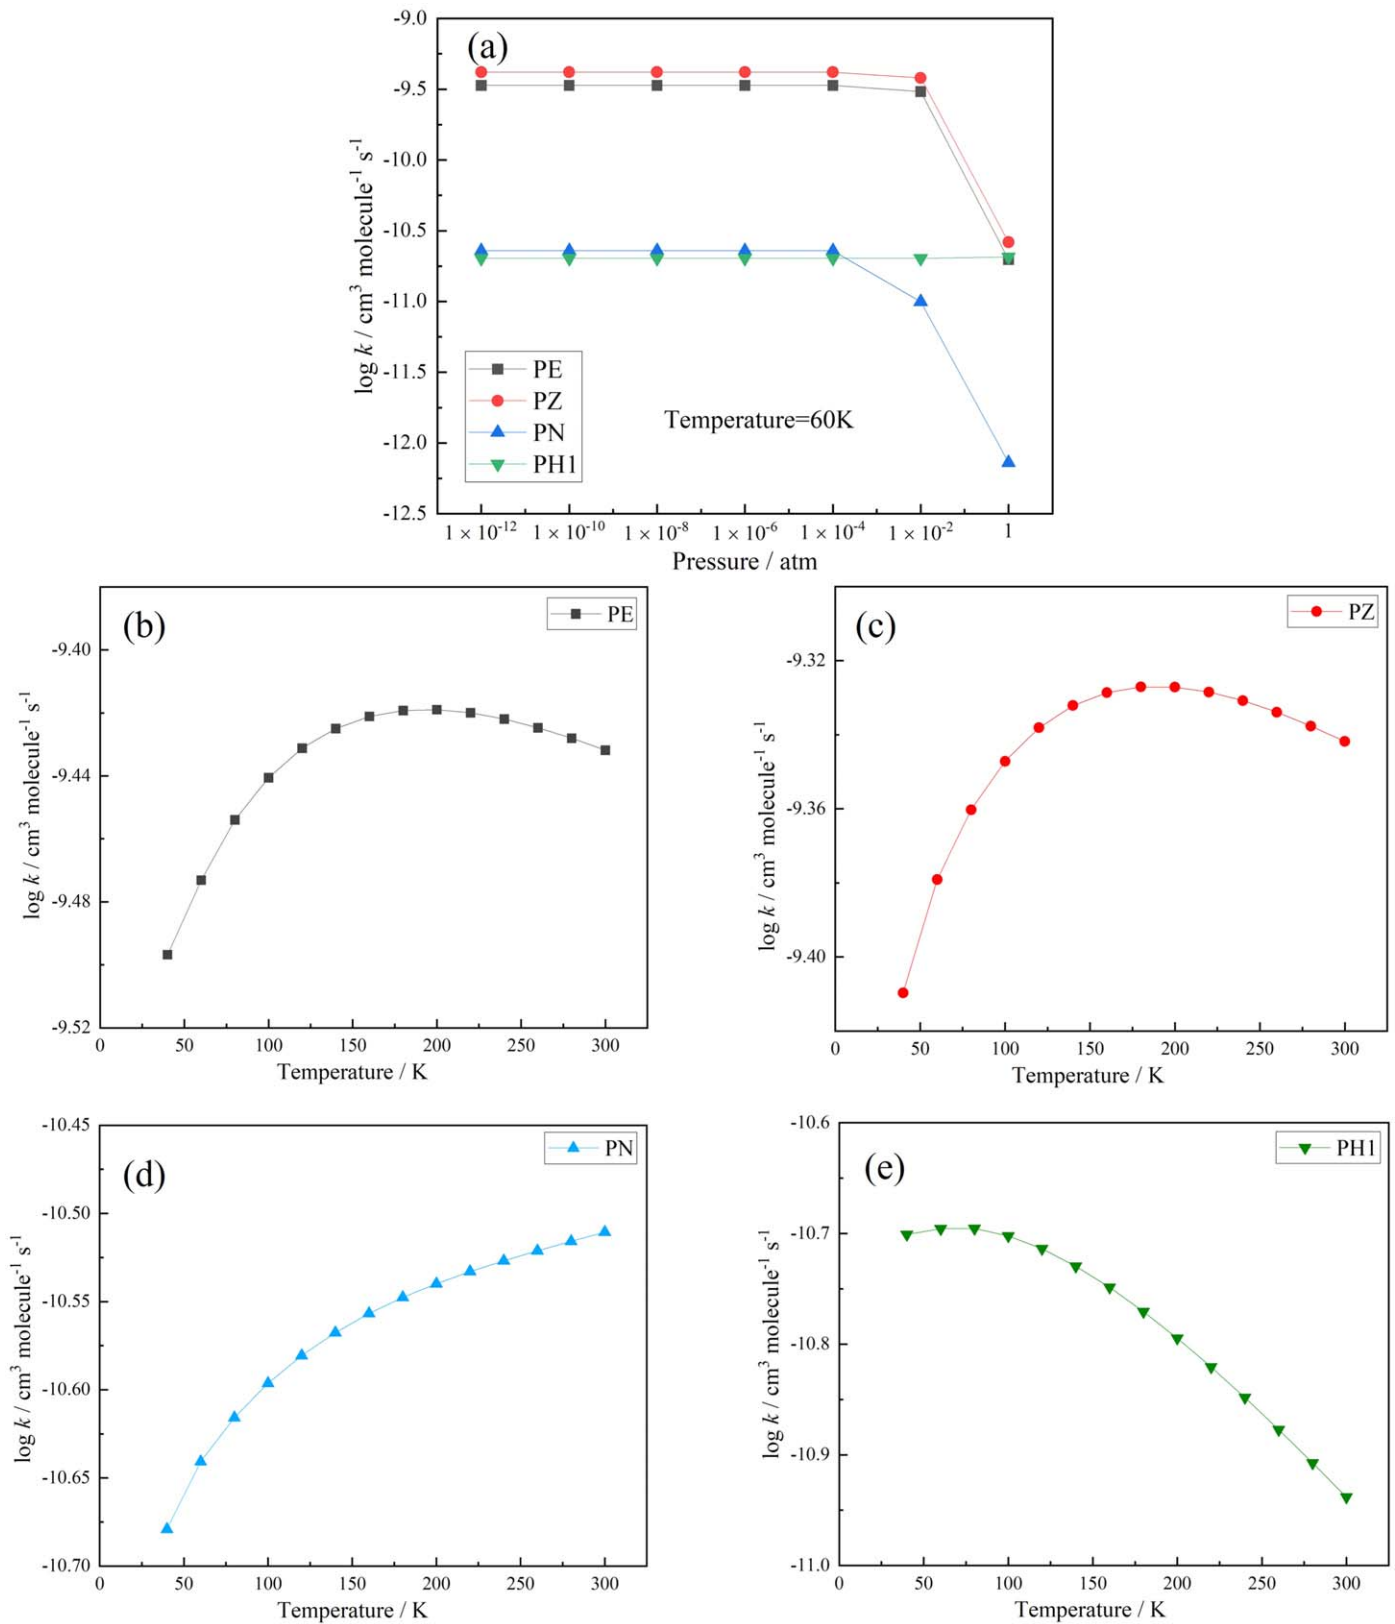 (a)
-9.0
-9.5
-10.0
-10.5
-11.0
-11.5
-12.0
-12.5
log k / cm³ molecule⁻¹ s⁻¹
PE
PZ
PN
PH1
Temperature=60K
1 × 10⁻¹² 1 × 10⁻¹⁰ 1 × 10⁻⁸ 1 × 10⁻⁶ 1 × 10⁻⁴ 1 × 10⁻² 1
Pressure / atm
(b)
PE
-9.40
-9.44
-9.48
-9.52
log k / cm³ molecule⁻¹ s⁻¹
0 50 100 150 200 250 300
Temperature / K
(c)
PZ
-9.32
-9.36
-9.40
log k / cm³ molecule⁻¹ s⁻¹
0 50 100 150 200 250 300
Temperature / K
(d)
PN
-10.45
-10.50
-10.55
-10.60
-10.65
-10.70
log k / cm³ molecule⁻¹ s⁻¹
0 50 100 150 200 250 300
Temperature / K
(e)
PH1
-10.6
-10.7
-10.8
-10.9
-11.0
log k / cm³ molecule⁻¹ s⁻¹
0 50 100 150 200 250 300
Temperature / K